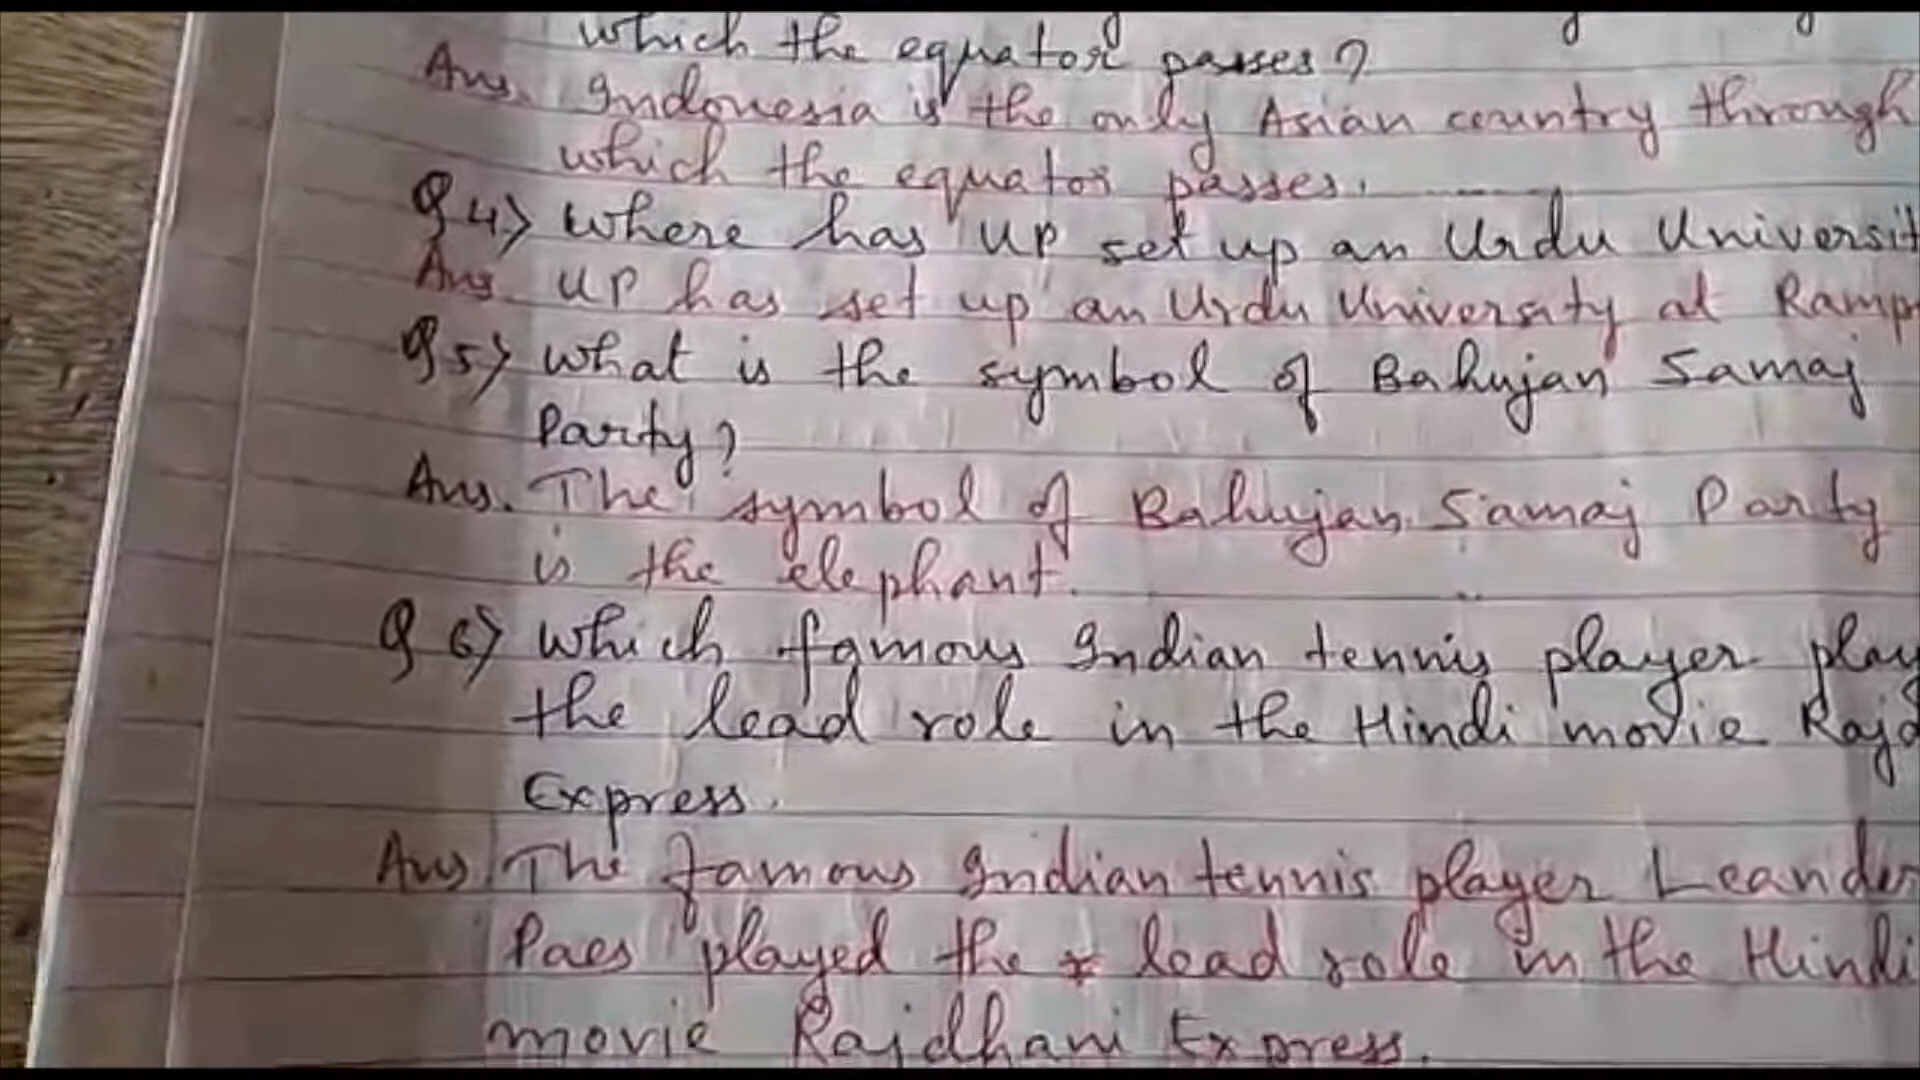 which the equator passes?
Ans. Indonesia is the only Asian country through
which the equator passes.
Q4) Where has UP set up an Urdu Universit
Ans UP has set up an Urdu University at Ramp
Q5) What is the symbol of Bahujan Samaj
Party?
Ans. The symbol of Bahujan Samaj Party
is the elephant.
Q6) Which famous Indian tennis player play
the lead role in the Hindi movie Rajd
Express.
Ans. The famous Indian tennis player Leander
Paes played the lead role in the Hindi
movie Rajdhani Express.